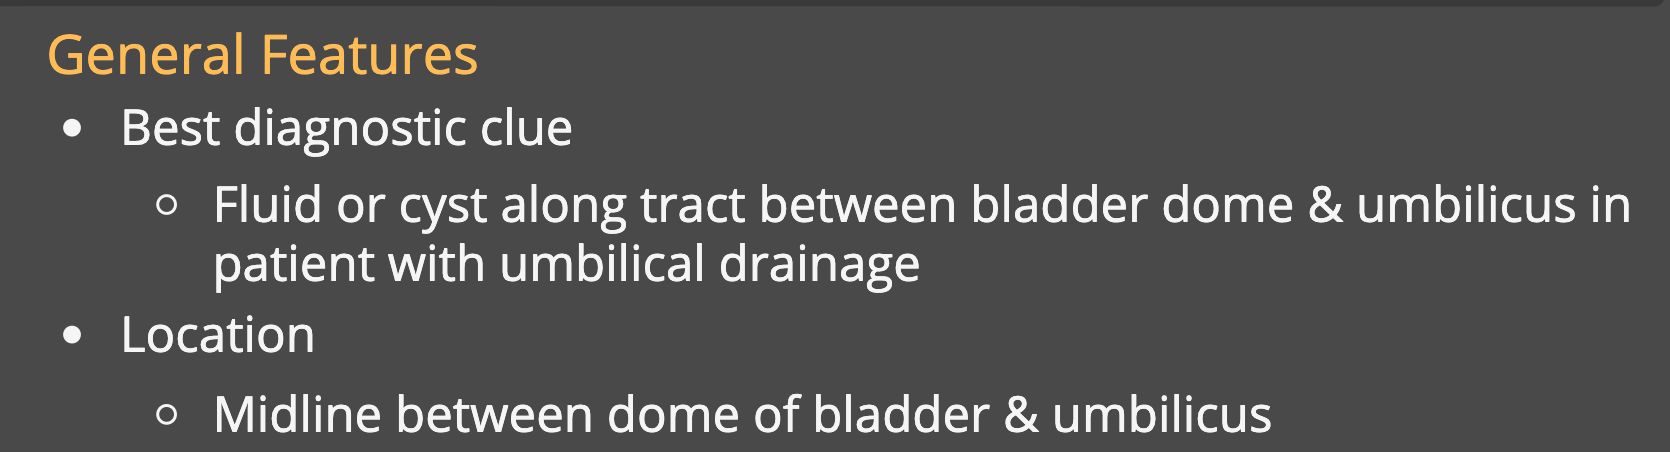 General Features
• Best diagnostic clue
○ Fluid or cyst along tract between bladder dome & umbilicus in
patient with umbilical drainage
• Location
○ Midline between dome of bladder & umbilicus